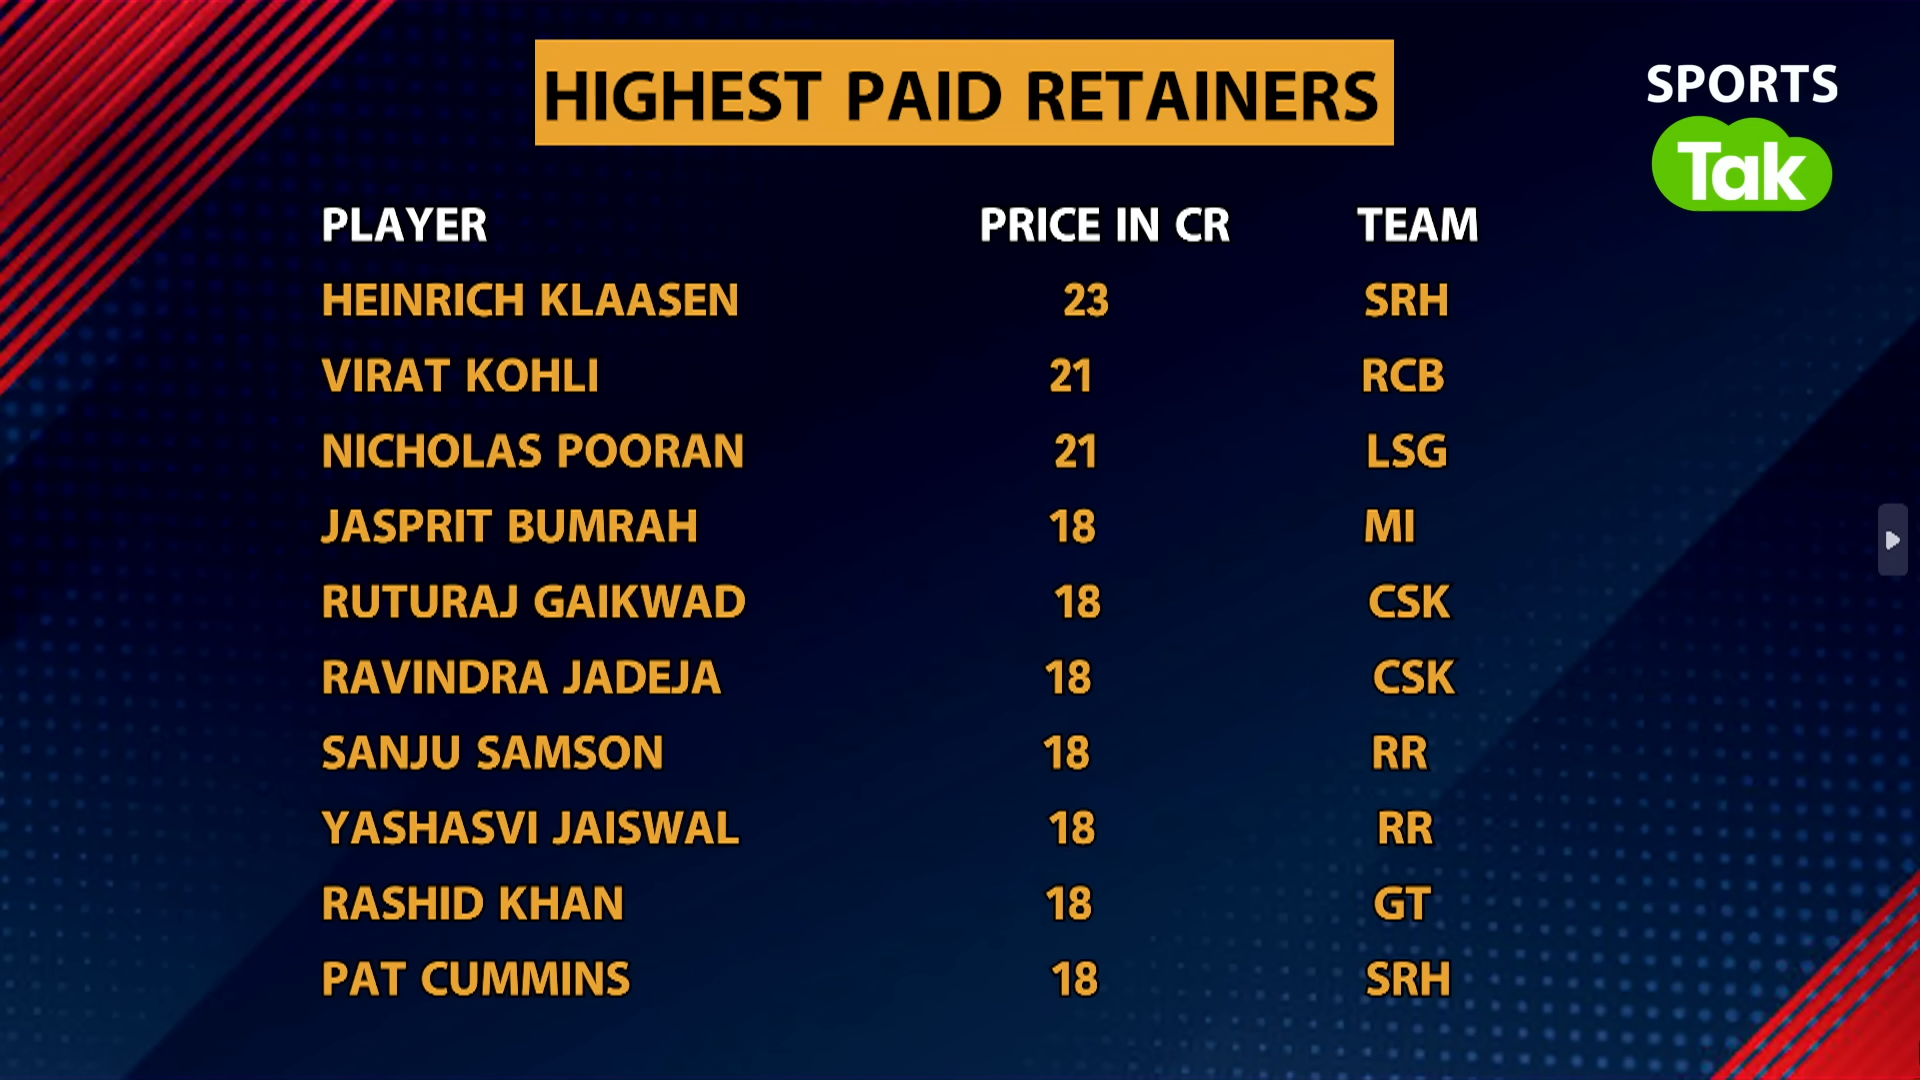 HIGHEST PAID RETAINERS
SPORTS
Tak
PLAYER PRICE IN CR TEAM
HEINRICH KLAASEN 23 SRH
VIRAT KOHLI 21 RCB
NICHOLAS POORAN 21 LSG
JASPRIT BUMRAH 18 MI
RUTURAJ GAIKWAD 18 CSK
RAVINDRA JADEJA 18 CSK
SANJU SAMSON 18 RR
YASHASVI JAISWAL 18 RR
RASHID KHAN 18 GT
PAT CUMMINS 18 SRH